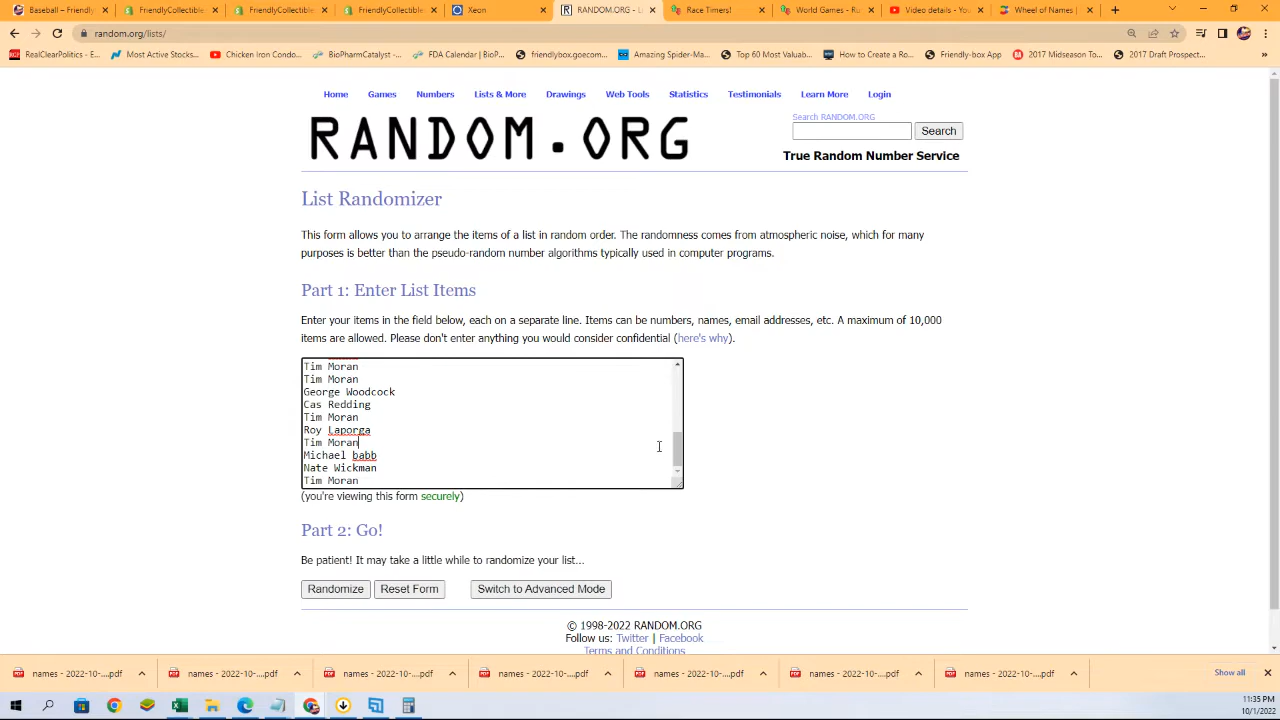 Baseball – Friendly
FriendlyCollectible
FriendlyCollectible
FriendlyCollectible
Xeon
RANDOM.ORG - Li
Race Timers!
World Games - Ru
Video details - You
Wheel of Names |
random.org/lists/
RealClearPolitics - E...
Most Active Stocks...
Chicken Iron Condo...
BioPharmCatalyst -...
FDA Calendar | BioP...
friendlybox.goecom...
Amazing Spider-Ma...
Top 60 Most Valuab...
How to Create a Ro...
Friendly-box App
2017 Midseason To...
2017 Draft Prospect...
Home Games Numbers Lists & More Drawings Web Tools Statistics Testimonials Learn More Login
Search RANDOM.ORG
RANDOM.ORG
Search
True Random Number Service
List Randomizer
This form allows you to arrange the items of a list in random order. The randomness comes from atmospheric noise, which for many
purposes is better than the pseudo-random number algorithms typically used in computer programs.
Part 1: Enter List Items
Enter your items in the field below, each on a separate line. Items can be numbers, names, email addresses, etc. A maximum of 10,000
items are allowed. Please don't enter anything you would consider confidential (here's why).
Tim Moran
Tim Moran
George Woodcock
Cas Redding
Tim Moran
Roy Laporga
Tim Moran
Michael babb
Nate Wickman
Tim Moran
(you're viewing this form securely)
Part 2: Go!
Be patient! It may take a little while to randomize your list...
Randomize Reset Form Switch to Advanced Mode
© 1998-2022 RANDOM.ORG
Follow us: Twitter | Facebook
Terms and Conditions
names - 2022-10-....pdf
names - 2022-10-....pdf
names - 2022-10-....pdf
names - 2022-10-....pdf
names - 2022-10-....pdf
names - 2022-10-....pdf
names - 2022-10-....pdf
Show all
11:35 PM
10/1/2022